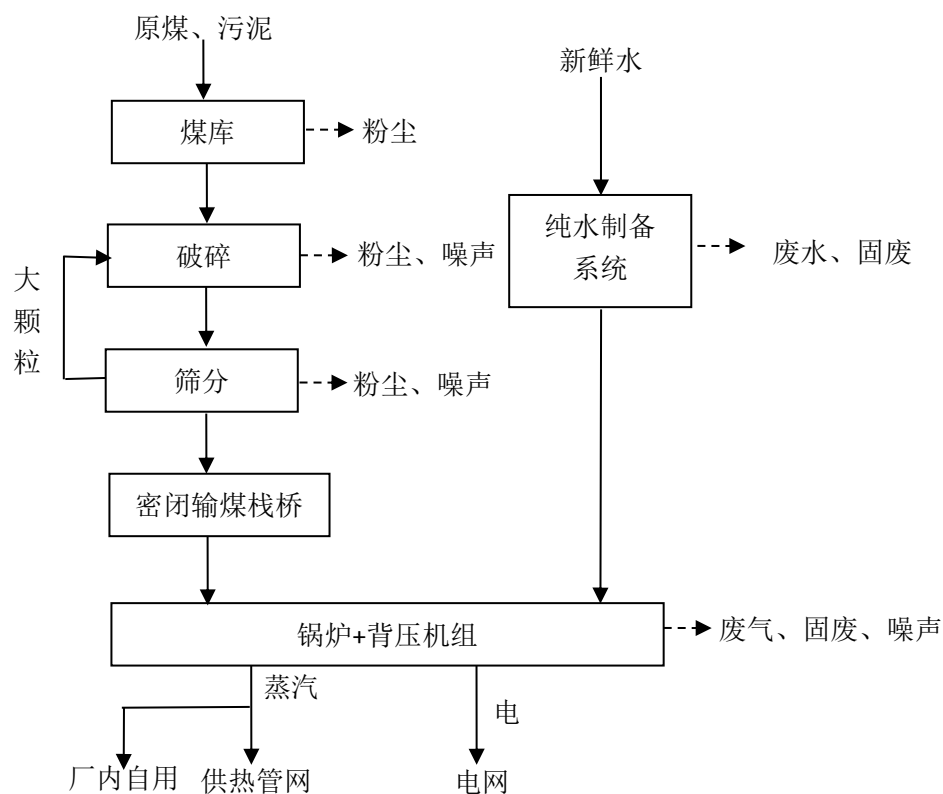 原煤、污泥
新鲜水
煤库
粉尘
纯水制备
系统
破碎
粉尘、噪声
废水、固废
大
颗
粒
筛分
粉尘、噪声
密闭输煤栈桥
锅炉+背压机组
废气、固废、噪声
蒸汽
电
厂内自用
供热管网
电网